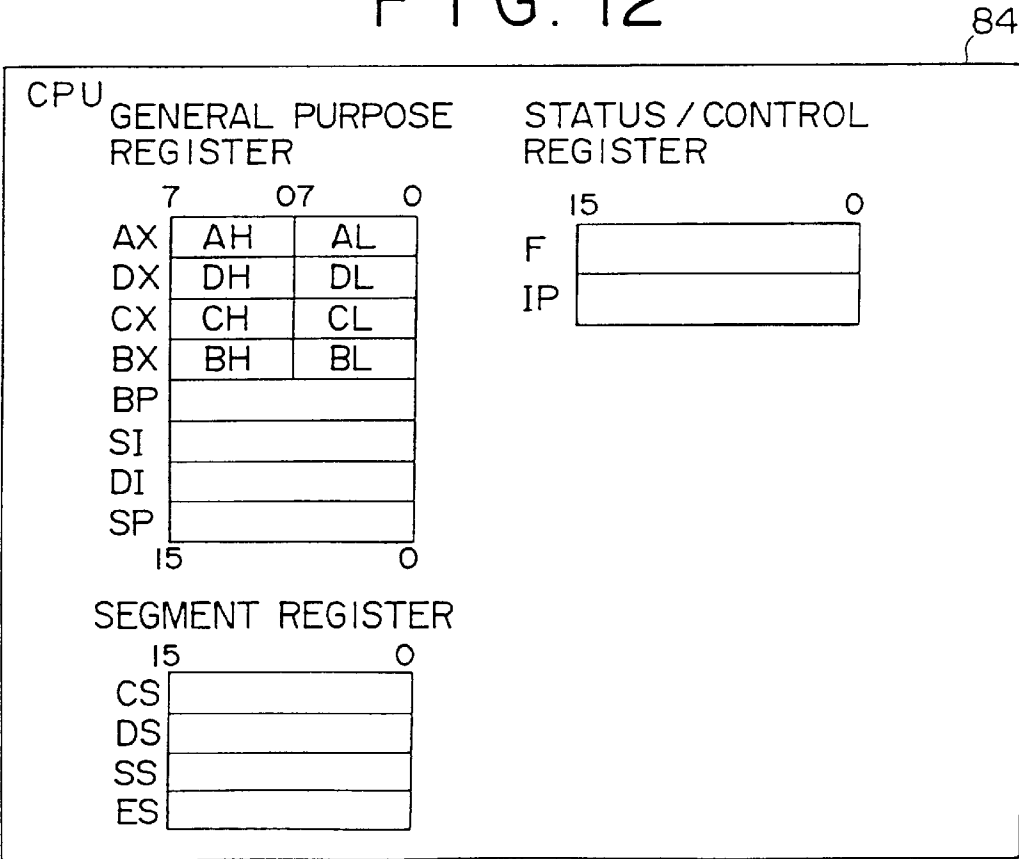 FIG. 12
84
CPU
GENERAL PURPOSE
REGISTER
7 07 0
AX AH AL
DX DH DL
CX CH CL
BX BH BL
BP
SI
DI
SP
15 0
SEGMENT REGISTER
15 0
CS
DS
SS
ES
STATUS / CONTROL
REGISTER
15 0
F
IP